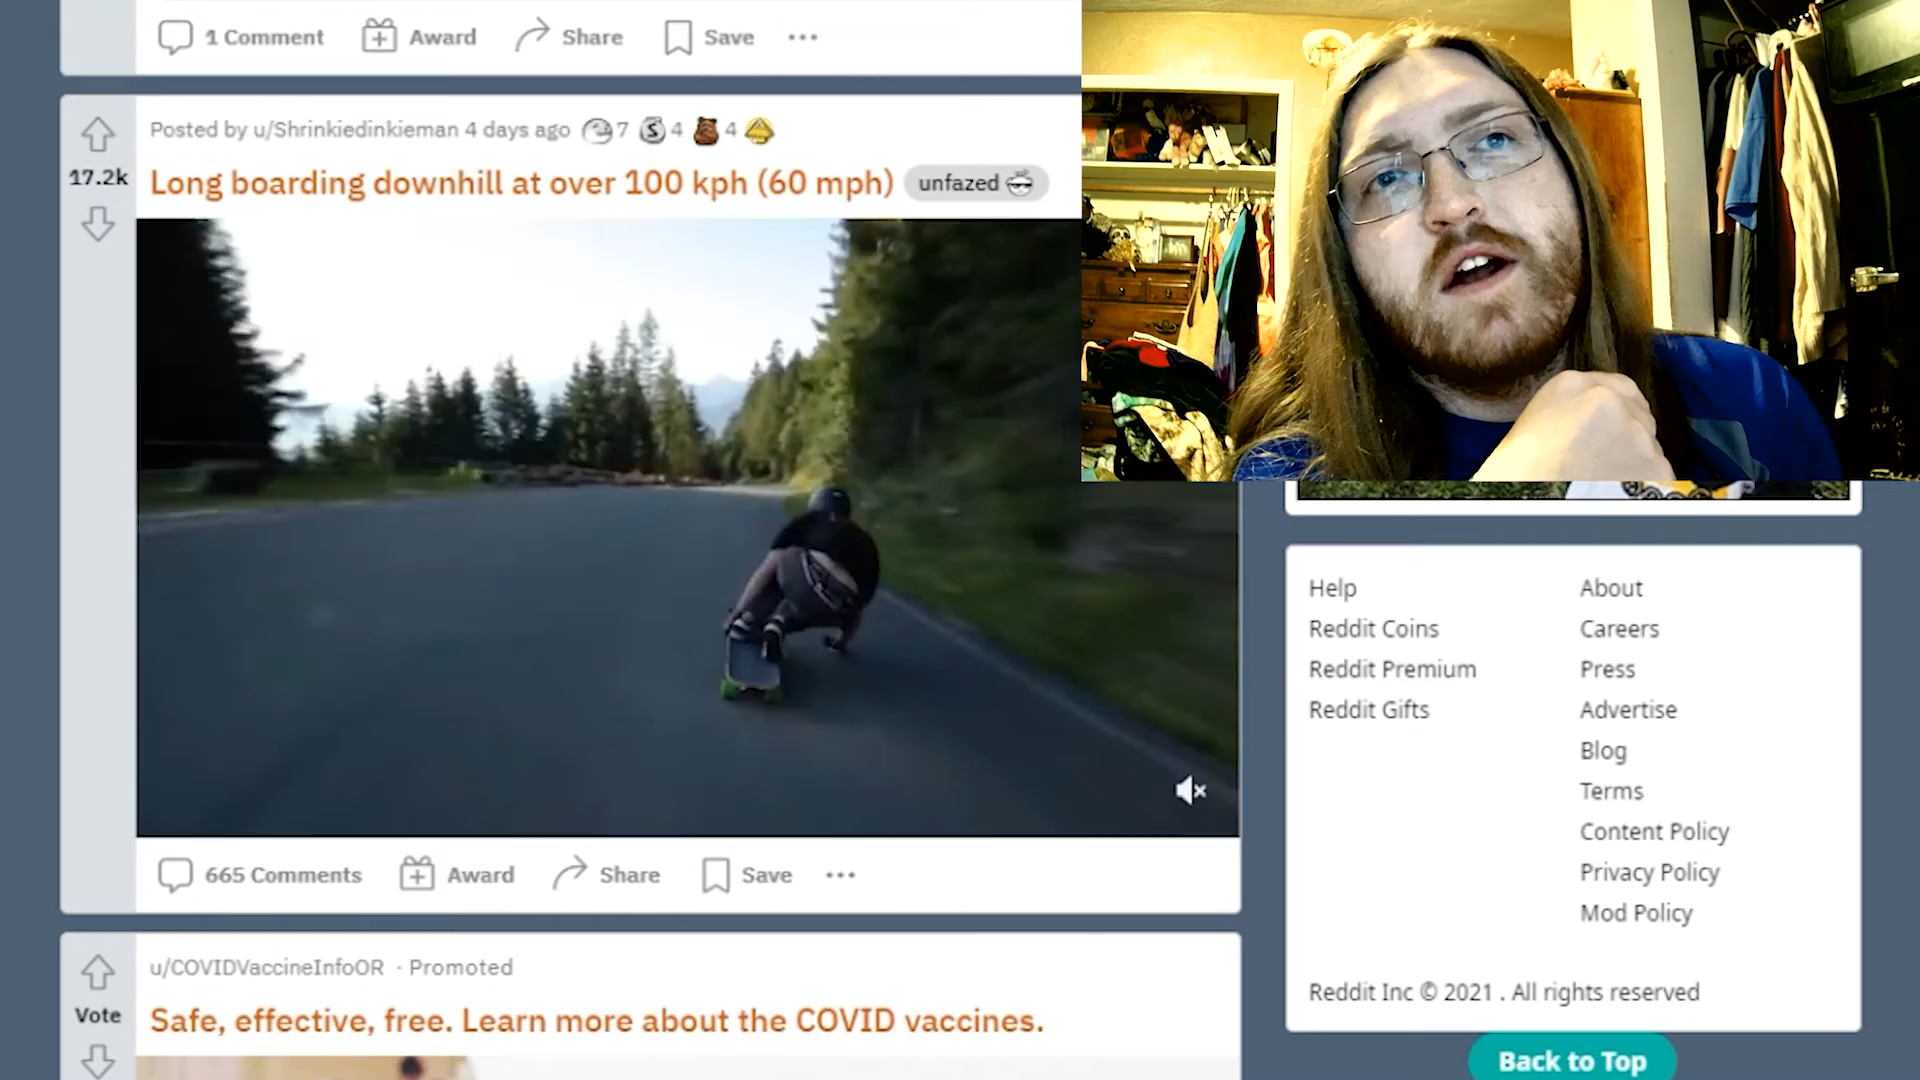 1 Comment Award Share Save
Posted by u/Shrinkiedinkieman 4 days ago 7 4 4
17.2k
Long boarding downhill at over 100 kph (60 mph) unfazed
665 Comments Award Share Save
u/COVIDVaccineInfoOR · Promoted
Vote
Safe, effective, free. Learn more about the COVID vaccines.
Help
Reddit Coins
Reddit Premium
Reddit Gifts
About
Careers
Press
Advertise
Blog
Terms
Content Policy
Privacy Policy
Mod Policy
Reddit Inc © 2021 . All rights reserved
Back to Top